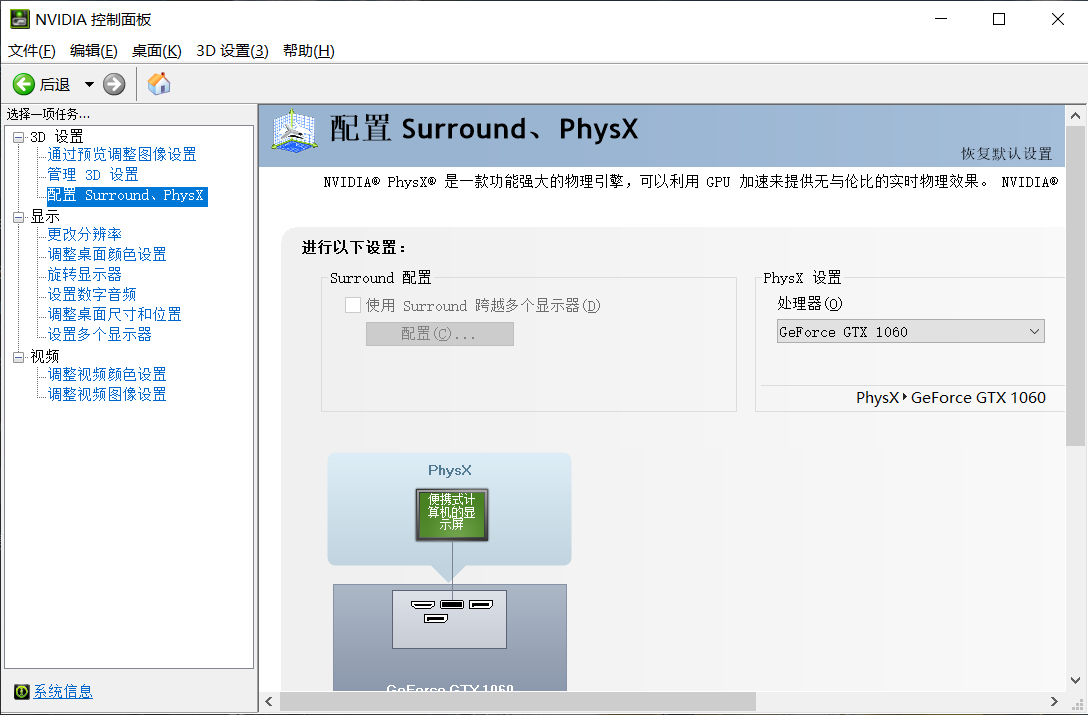 NVIDIA 控制面板
文件(F) 编辑(E) 桌面(K) 3D 设置(3) 帮助(H)
后退
选择一项任务...
3D 设置
通过预览调整图像设置
管理 3D 设置
配置 Surround、PhysX
显示
更改分辨率
调整桌面颜色设置
旋转显示器
设置数字音频
调整桌面尺寸和位置
设置多个显示器
视频
调整视频颜色设置
调整视频图像设置
系统信息
配置 Surround、PhysX
恢复默认设置
NVIDIA® PhysX® 是一款功能强大的物理引擎，可以利用 GPU 加速来提供无与伦比的实时物理效果。 NVIDIA®
进行以下设置：
Surround 配置
使用 Surround 跨越多个显示器(D)
配置(C)...
PhysX 设置
处理器(O)
GeForce GTX 1060
PhysX GeForce GTX 1060
PhysX
便携式计
算机的显
示屏
GeForce GTX 1060